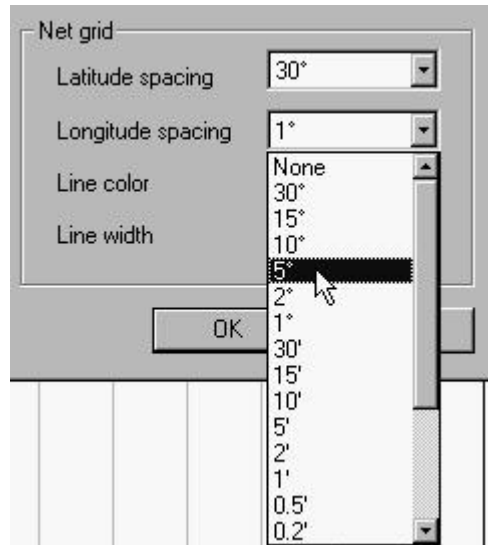 Net grid
Latitude spacing 30°
Longitude spacing 1°
Line color
Line width
None
30°
15°
10°
5°
2°
1°
30'
15'
10'
5'
2'
1'
0.5'
0.2'
OK